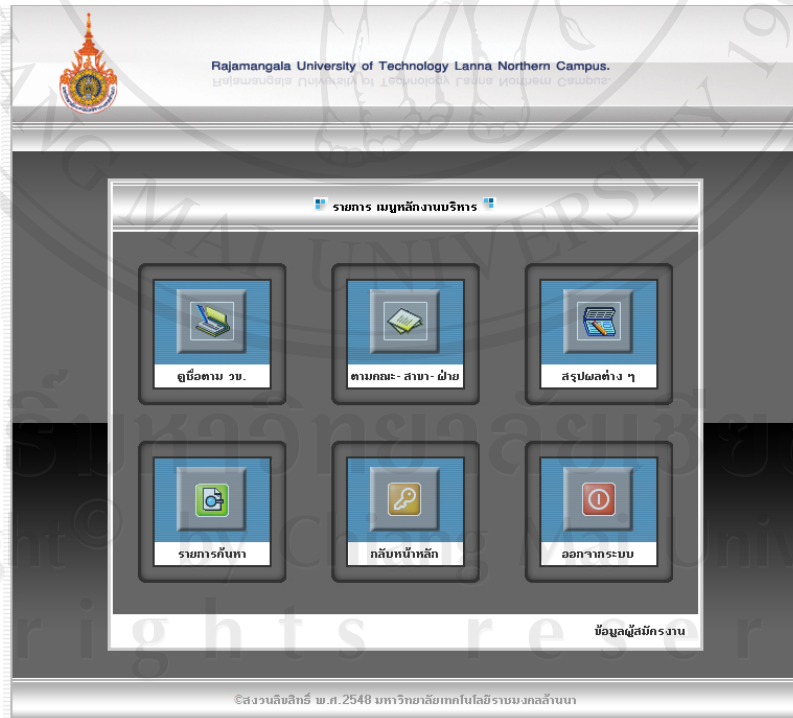 Rajamangala University of Technology Lanna Northern Campus.
รายการ เมนูหลักงานบริหาร
ดูชื่อตาม วข.
ตามคณะ- สาขา- ฝ่าย
สรุปผลต่าง ๆ
รายการค้นหา
กลับหน้าหลัก
ออกจากระบบ
ข้อมูลผู้สมัครงาน
©สงวนลิขสิทธิ์ พ.ศ.2548 มหาวิทยาลัยเทคโนโลยีราชมงคลล้านนา